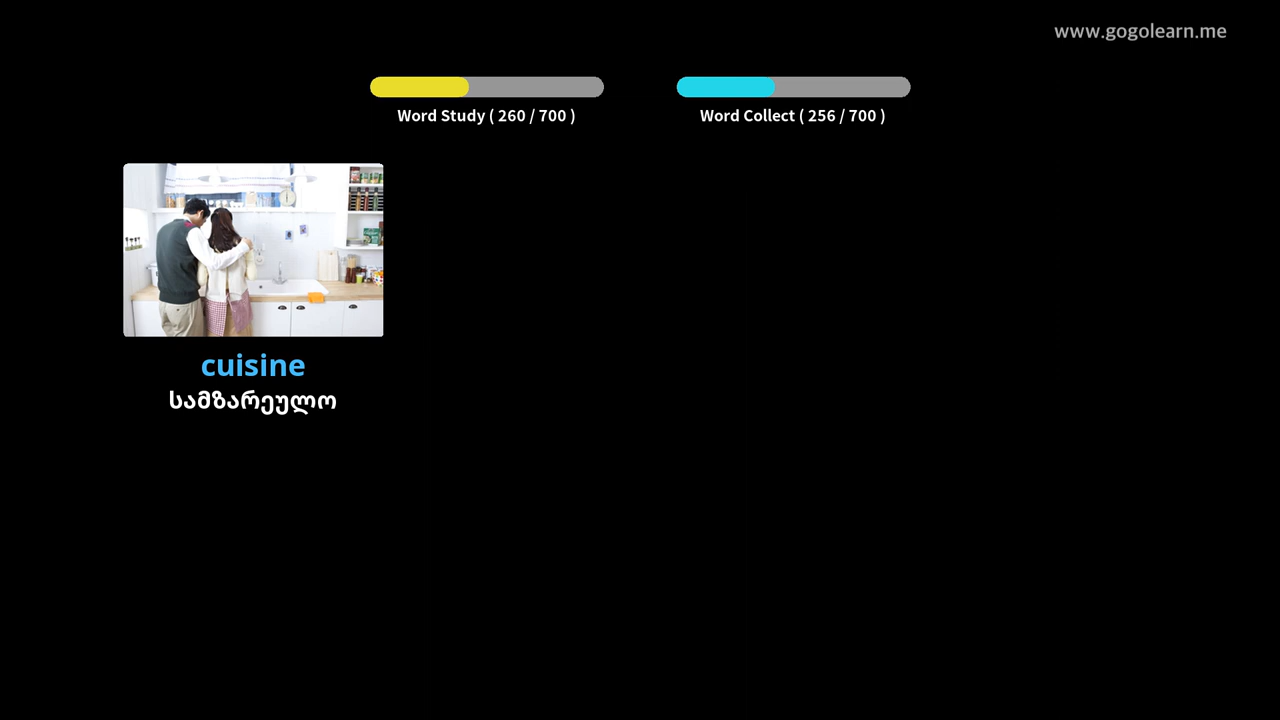 www.gogolearn.me
Word Study ( 260 / 700 )
Word Collect ( 256 / 700 )
cuisine
სამზარეულო